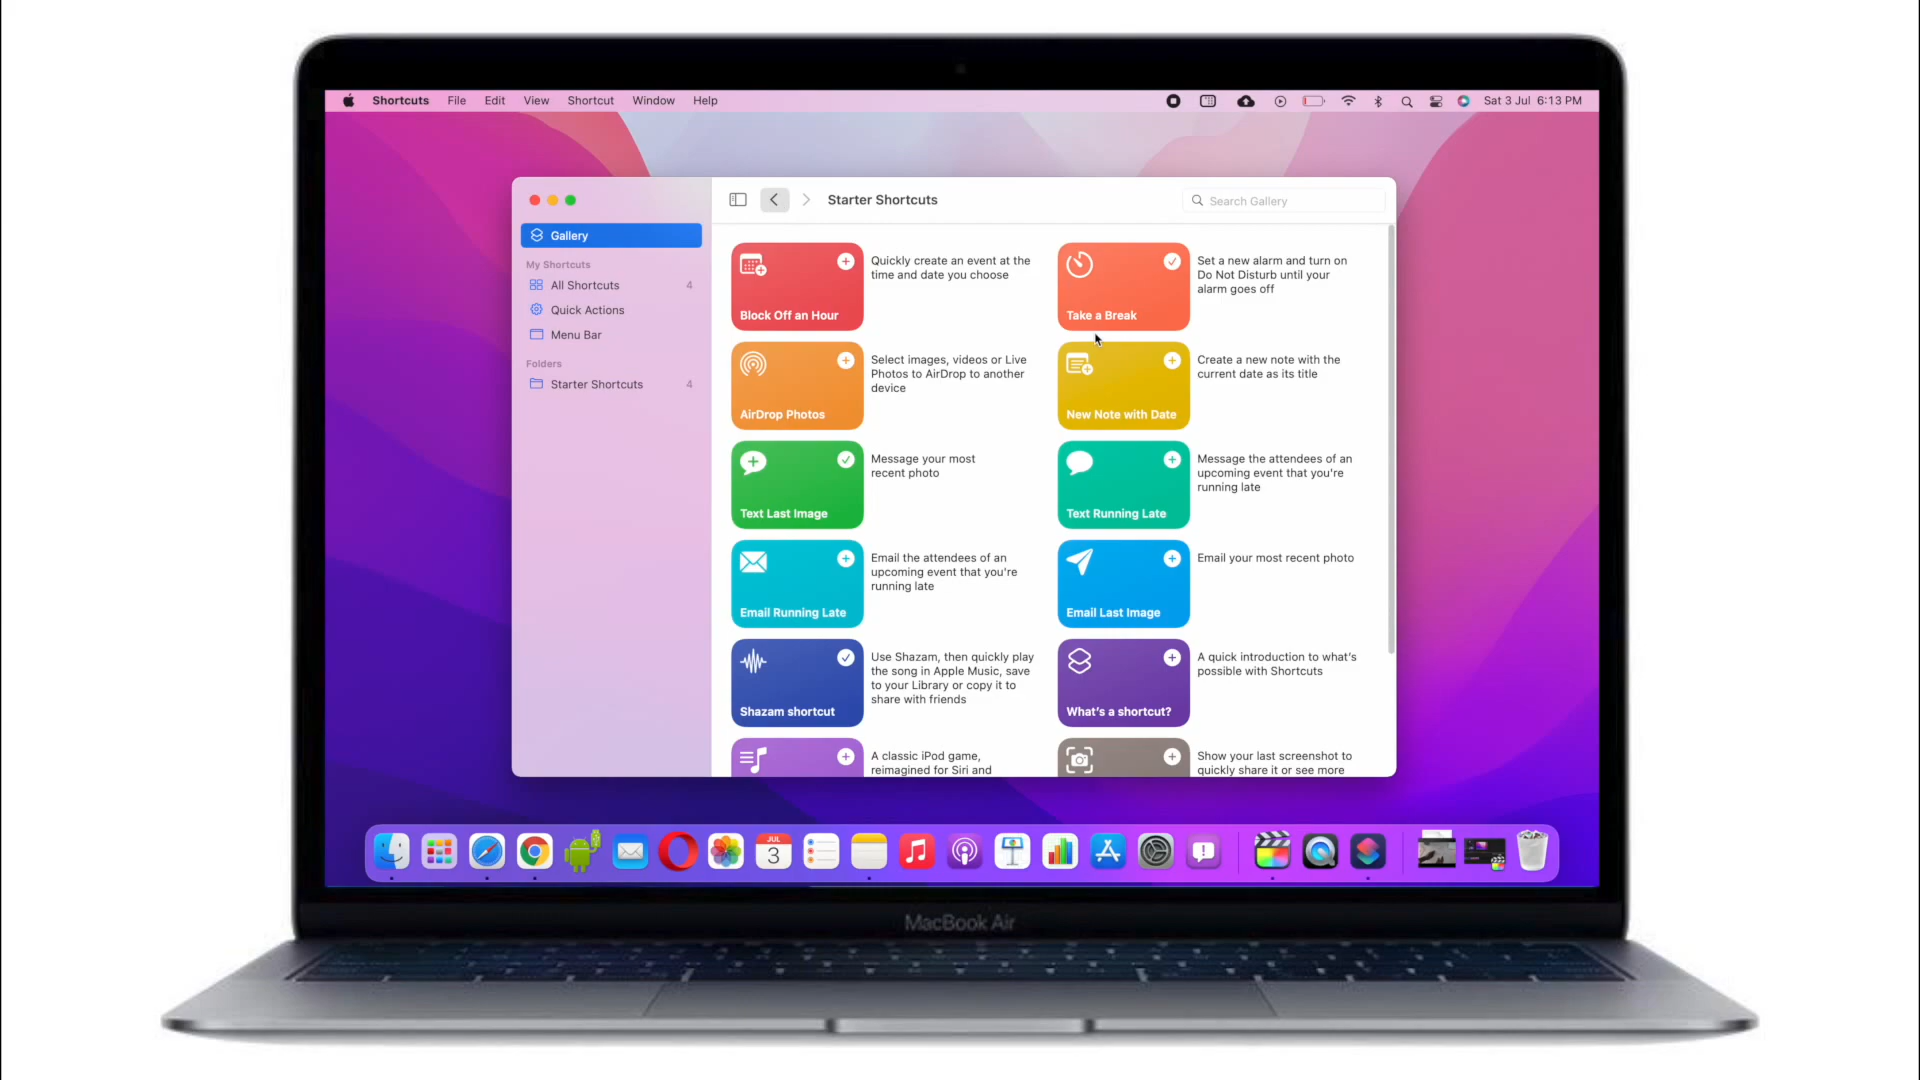 Shortcuts File Edit View Shortcut Window Help
Sat 3 Jul 6:13 PM
Starter Shortcuts
Search Gallery
Gallery
My Shortcuts
All Shortcuts 4
Quick Actions
Menu Bar
Folders
Starter Shortcuts 4
Block Off an Hour
Quickly create an event at the
time and date you choose
Take a Break
Set a new alarm and turn on
Do Not Disturb until your
alarm goes off
AirDrop Photos
Select images, videos or Live
Photos to AirDrop to another
device
New Note with Date
Create a new note with the
current date as its title
Text Last Image
Message your most
recent photo
Text Running Late
Message the attendees of an
upcoming event that you're
running late
Email Running Late
Email the attendees of an
upcoming event that you're
running late
Email Last Image
Email your most recent photo
Shazam shortcut
Use Shazam, then quickly play
the song in Apple Music, save
to your Library or copy it to
share with friends
What's a shortcut?
A quick introduction to what's
possible with Shortcuts
A classic iPod game,
reimagined for Siri and
Show your last screenshot to
quickly share it or see more
JUL
3
MacBook Air